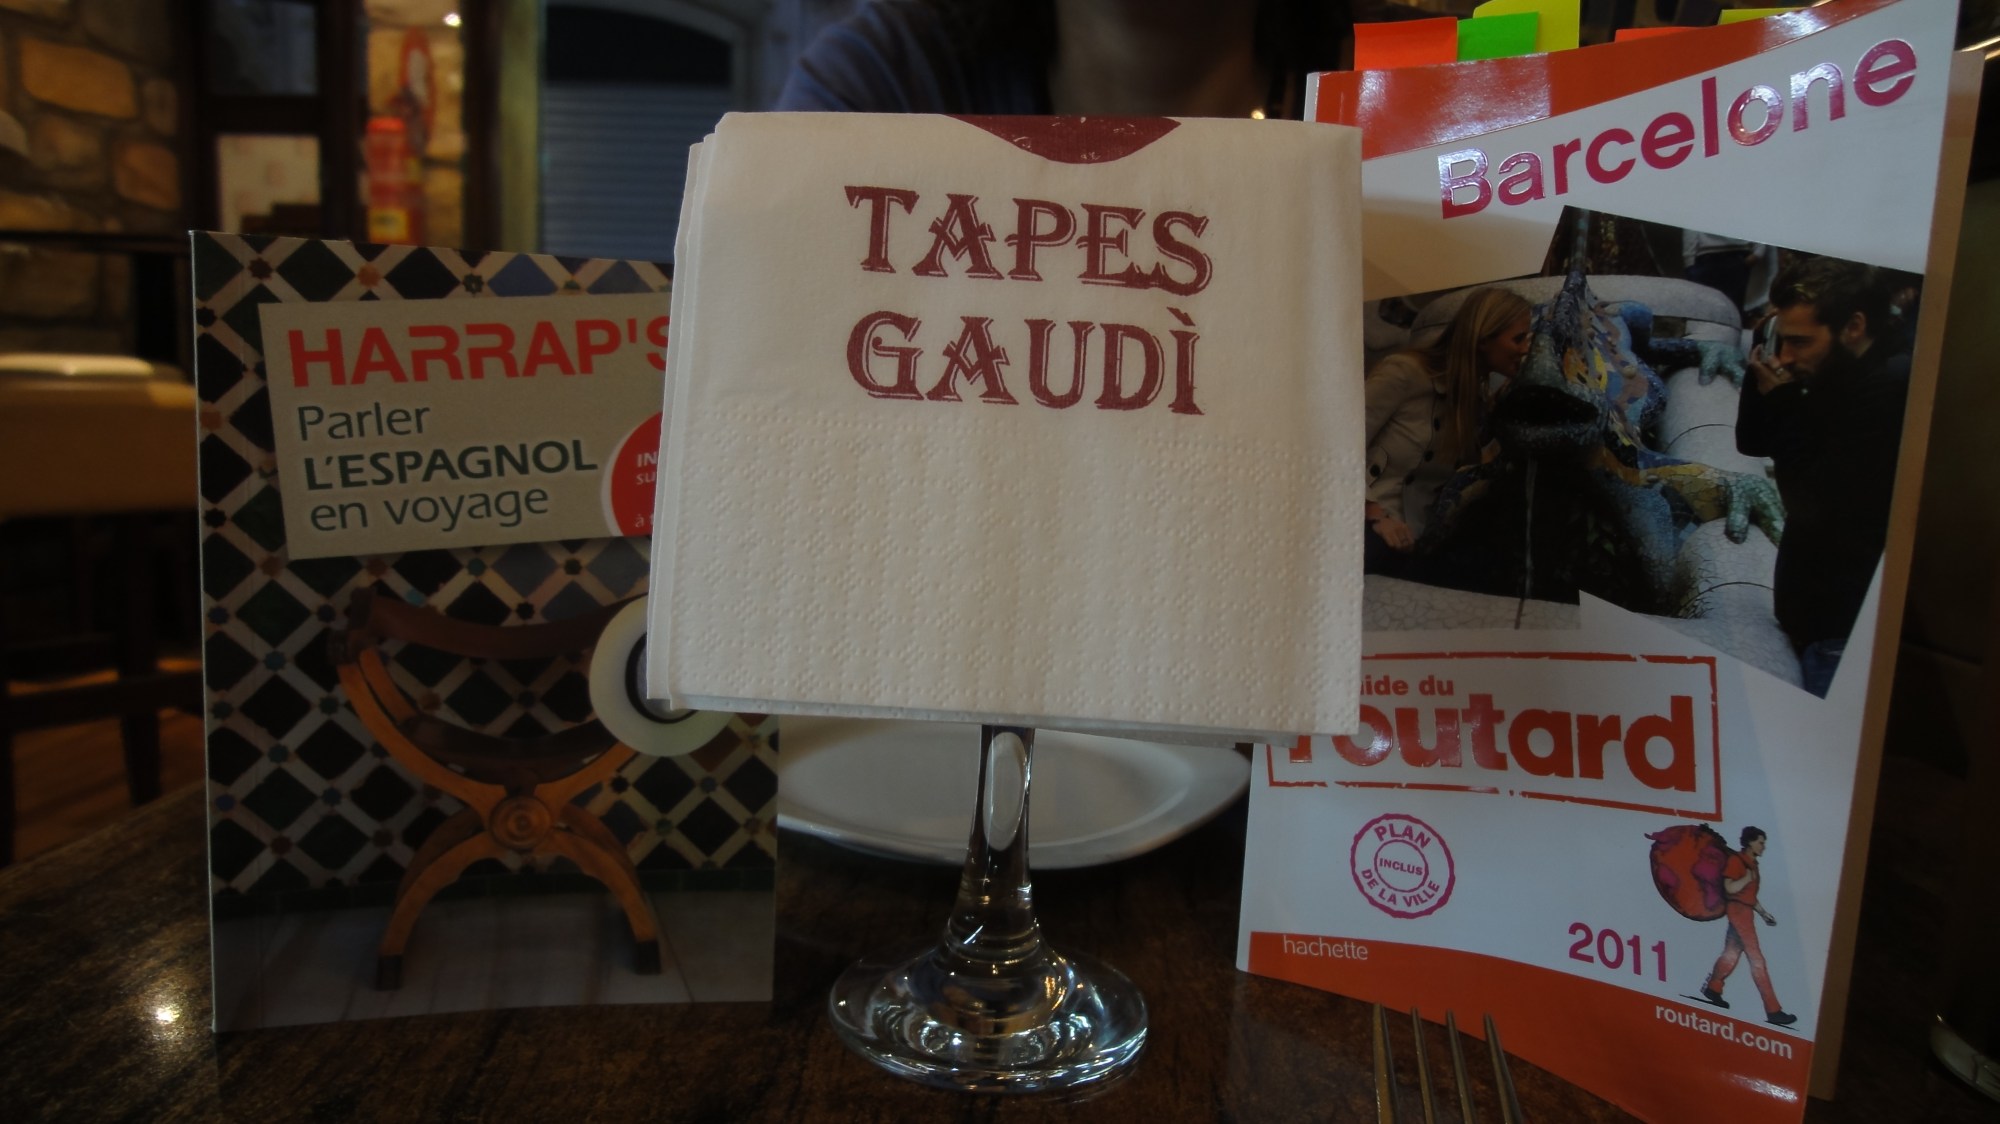 HARRAP'S
Parler
L'ESPAGNOL
en voyage
TAPES
GAUDÌ
Barcelone
routard
PLAN
INCLUS
DE LA VILLE
2011
hachette
routard.com